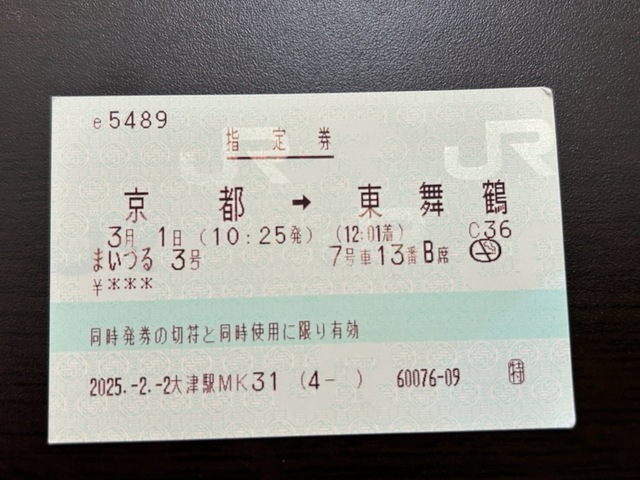 e5489
指定券
JR
京都 → 東舞鶴
3月 1日 (10:25発) (12:01着) C36
まいづる 3号 7号車13番B席
¥***
同時発券の切符と同時使用に限り有効
2025.-2.-2大津駅MK31 (4- ) 60076-09 特